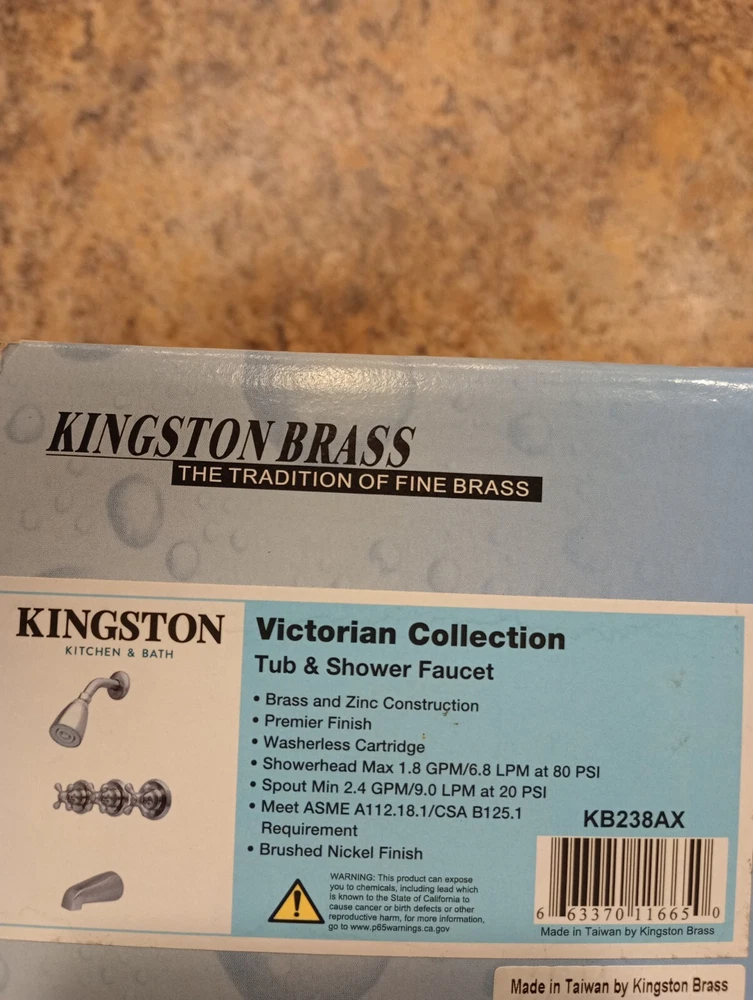 KINGSTON BRASS
THE TRADITION OF FINE BRASS
KINGSTON
KITCHEN & BATH
Victorian Collection
Tub & Shower Faucet
• Brass and Zinc Construction
• Premier Finish
• Washerless Cartridge
• Showerhead Max 1.8 GPM/6.8 LPM at 80 PSI
• Spout Min 2.4 GPM/9.0 LPM at 20 PSI
• Meet ASME A112.18.1/CSA B125.1
Requirement
• Brushed Nickel Finish
WARNING: This product can expose
you to chemicals, including lead which
is known to the State of California to
cause cancer or birth defects or other
reproductive harm, for more information,
go to www.p65warnings.ca.gov
KB238AX
6 63370 11665 0
Made in Taiwan by Kingston Brass
Made in Taiwan by Kingston Brass